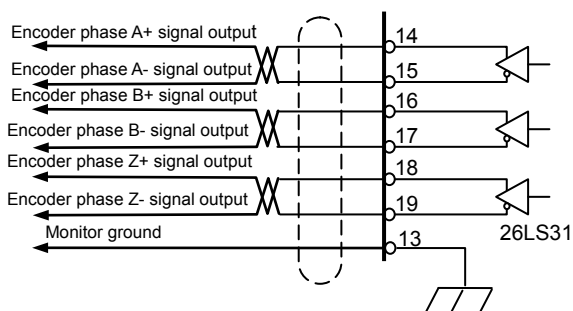 Encoder phase A+ signal output
14
Encoder phase A- signal output
15
Encoder phase B+ signal output
16
Encoder phase B- signal output
17
Encoder phase Z+ signal output
18
Encoder phase Z- signal output
19
26LS31
Monitor ground
13